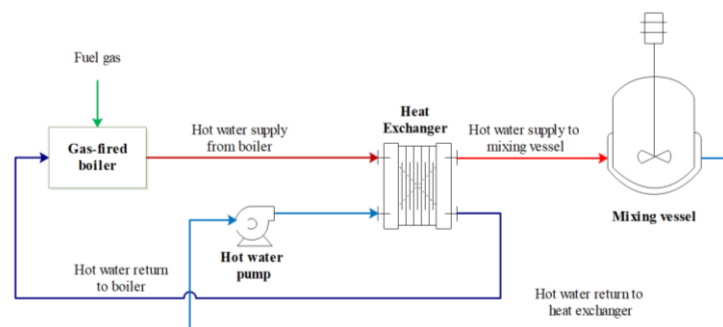 Fuel gas
Gas-fired
boiler
Hot water supply
from boiler
Heat
Exchanger
Hot water supply to
mixing vessel
Mixing vessel
Hot water
pump
Hot water return
to boiler
Hot water return to
heat exchanger